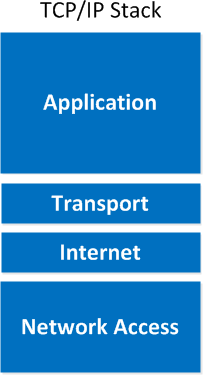 TCP/IP Stack
Application
Transport
Internet
Network Access